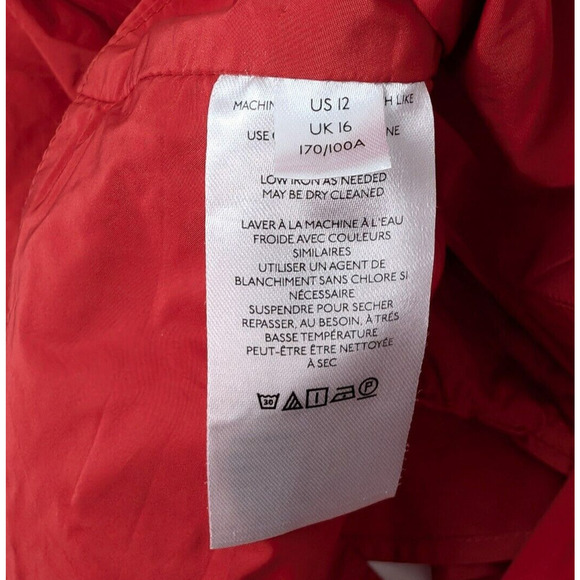 US 12
UK 16
170/100A
MACHIN H LIKE
USE NE
LOW IRON AS NEEDED
MAY BE DRY CLEANED
LAVER À LA MACHINE À L'EAU
FROIDE AVEC COULEURS
SIMILAIRES
UTILISER UN AGENT DE
BLANCHIMENT SANS CHLORE SI
NÉCESSAIRE
SUSPENDRE POUR SECHER
REPASSER, AU BESOIN, À TRÉS
BASSE TEMPÉRATURE
PEUT-ÊTRE ÊTRE NETTOYÉE
À SEC
30 P